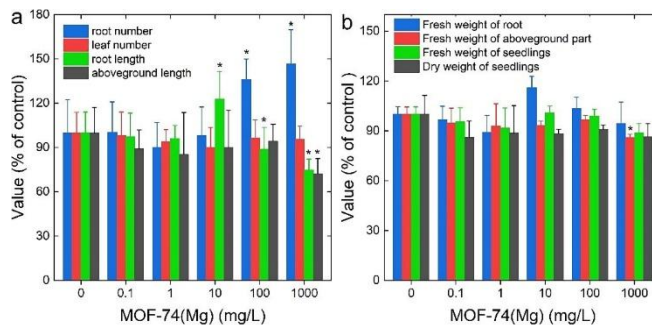 a
root number
leaf number
root length
aboveground length
Value (% of control)
180
150
120
90
60
30
0
* * * * * *
0 0.1 1 10 100 1000
MOF-74(Mg) (mg/L)
b
Fresh weight of root
Fresh weight of aboveground part
Fresh weight of seedlings
Dry weight of seedlings
Value (% of control)
150
120
90
60
30
0
*
0 0.1 1 10 100 1000
MOF-74(Mg) (mg/L)